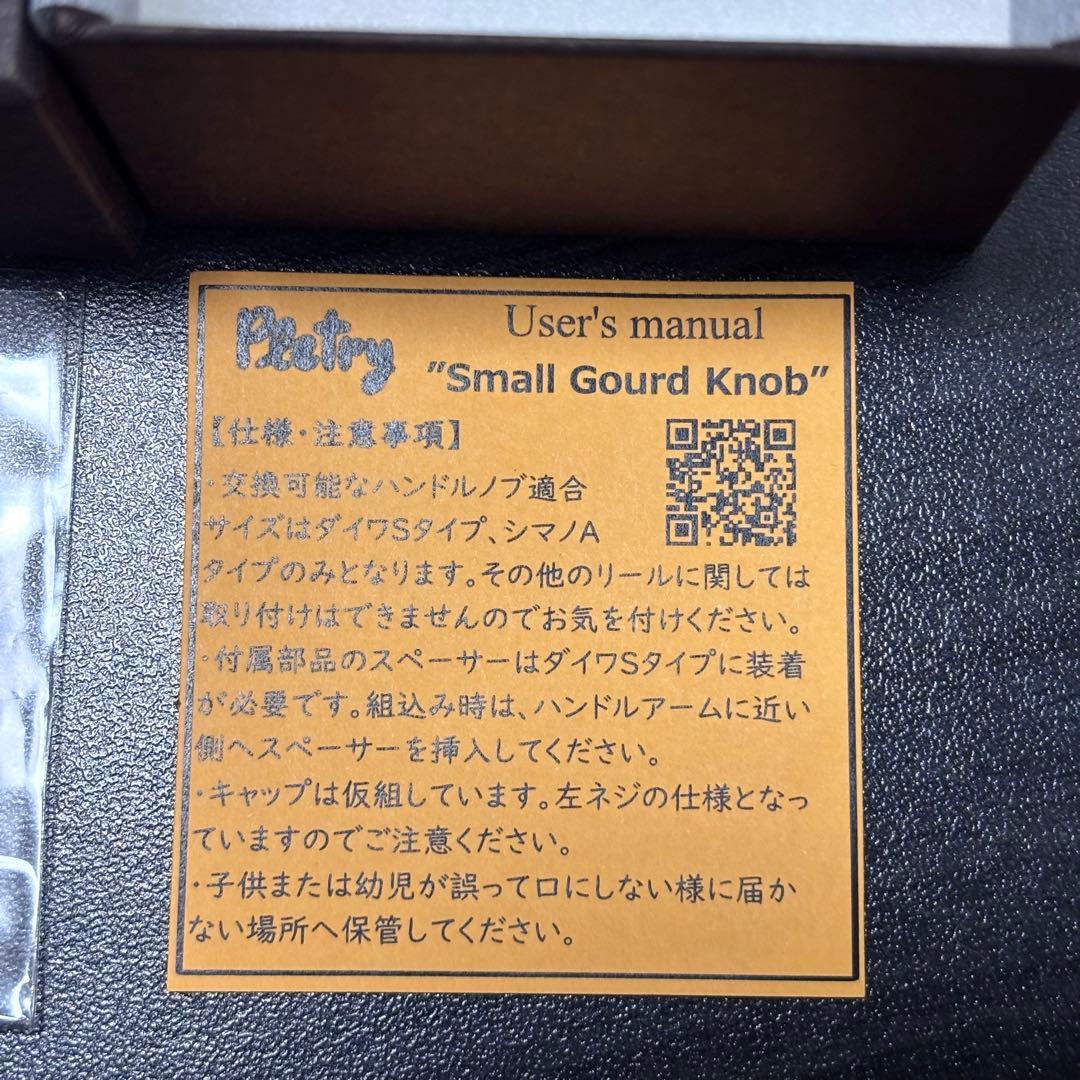 User's manual
"Small Gourd Knob"
【仕様・注意事項】
・交換可能なハンドルノブ適合
サイズはダイワSタイプ、シマノA
タイプのみとなります。その他のリールに関しては
取り付けはできませんのでお気を付けください。
・付属部品のスペーサーはダイワSタイプに装着
が必要です。組込み時は、ハンドルアームに近い
側へスペーサーを挿入してください。
・キャップは仮組しています。左ネジの仕様となっ
ていますのでご注意ください。
・子供または幼児が誤って口にしない様に届か
ない場所へ保管してください。